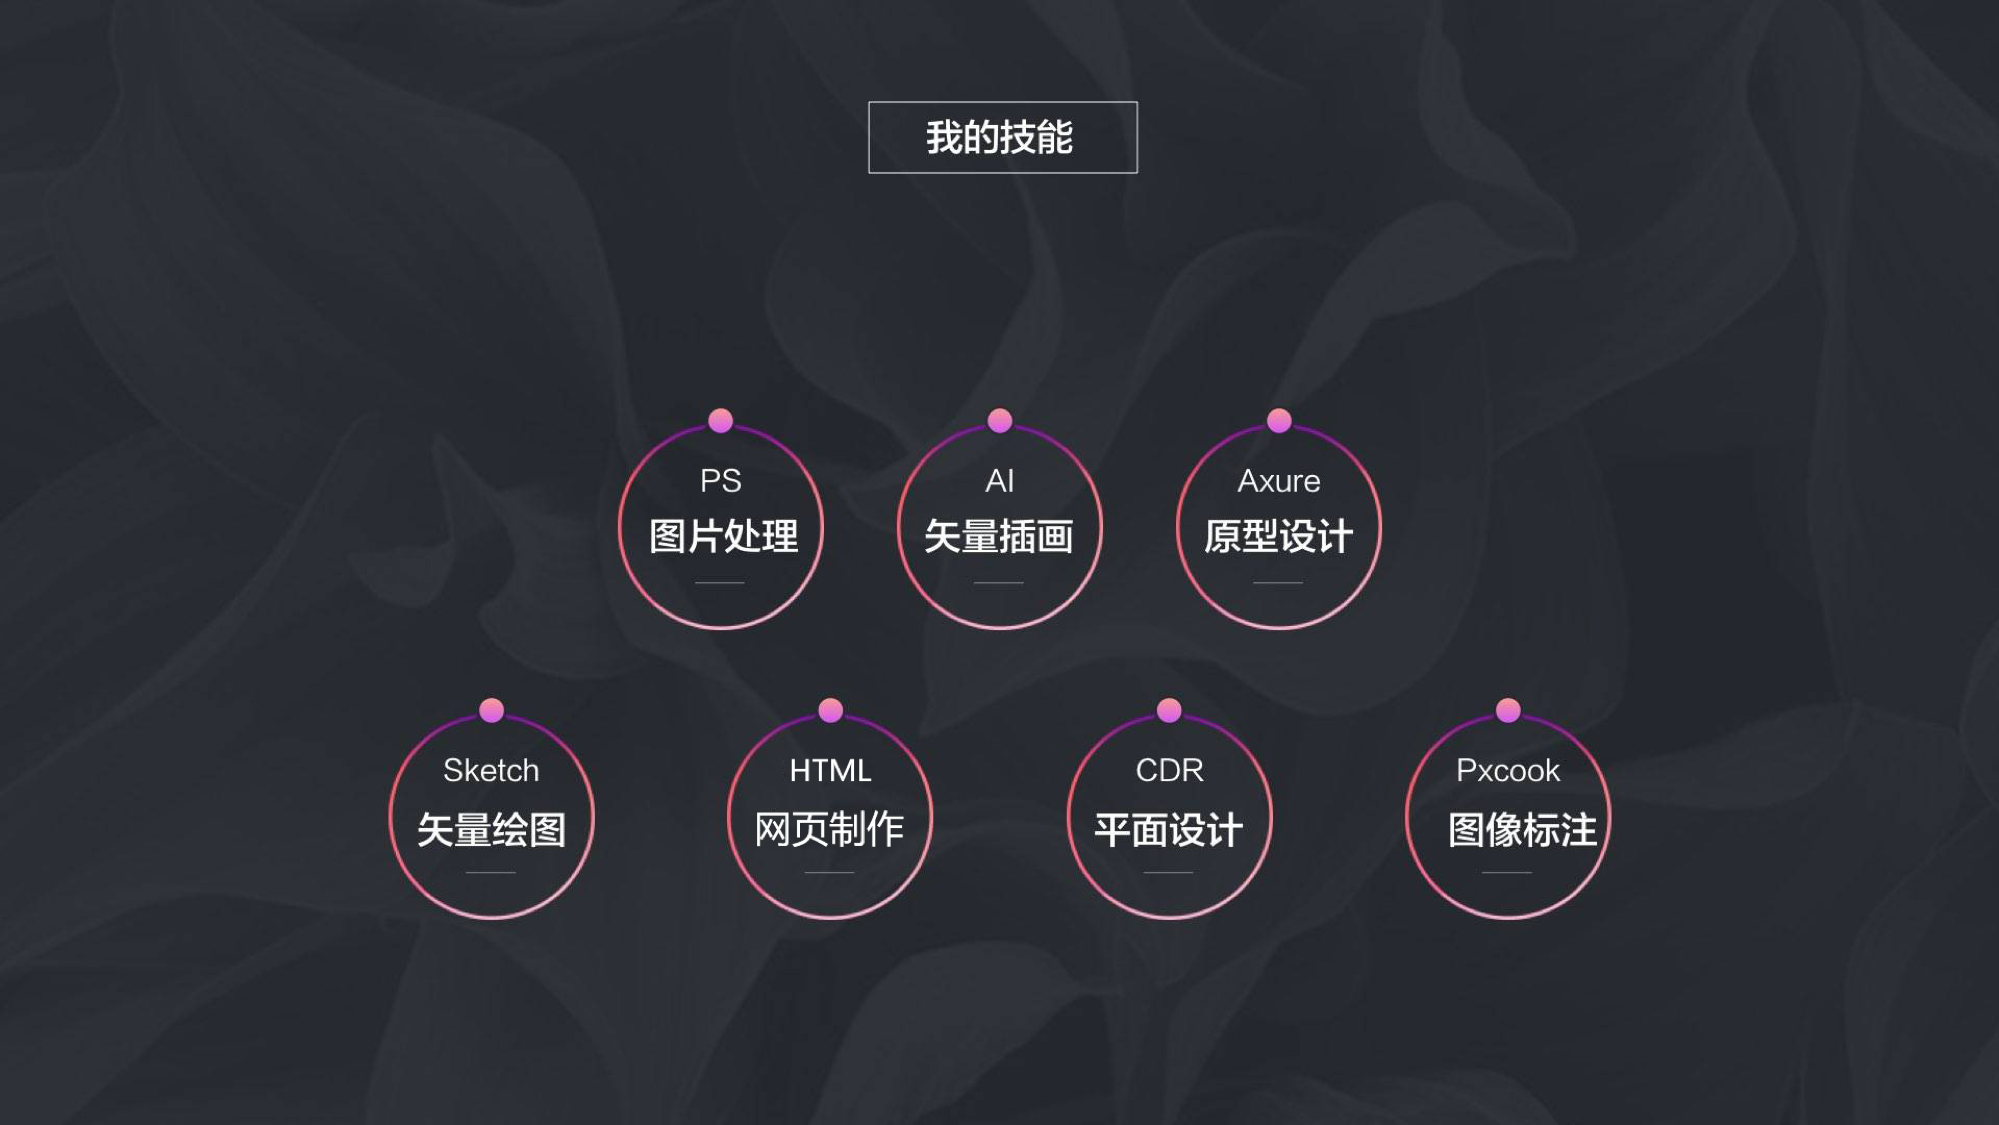 我的技能
PS
图片处理
AI
矢量插画
Axure
原型设计
Sketch
矢量绘图
HTML
网页制作
CDR
平面设计
Pxcook
图像标注